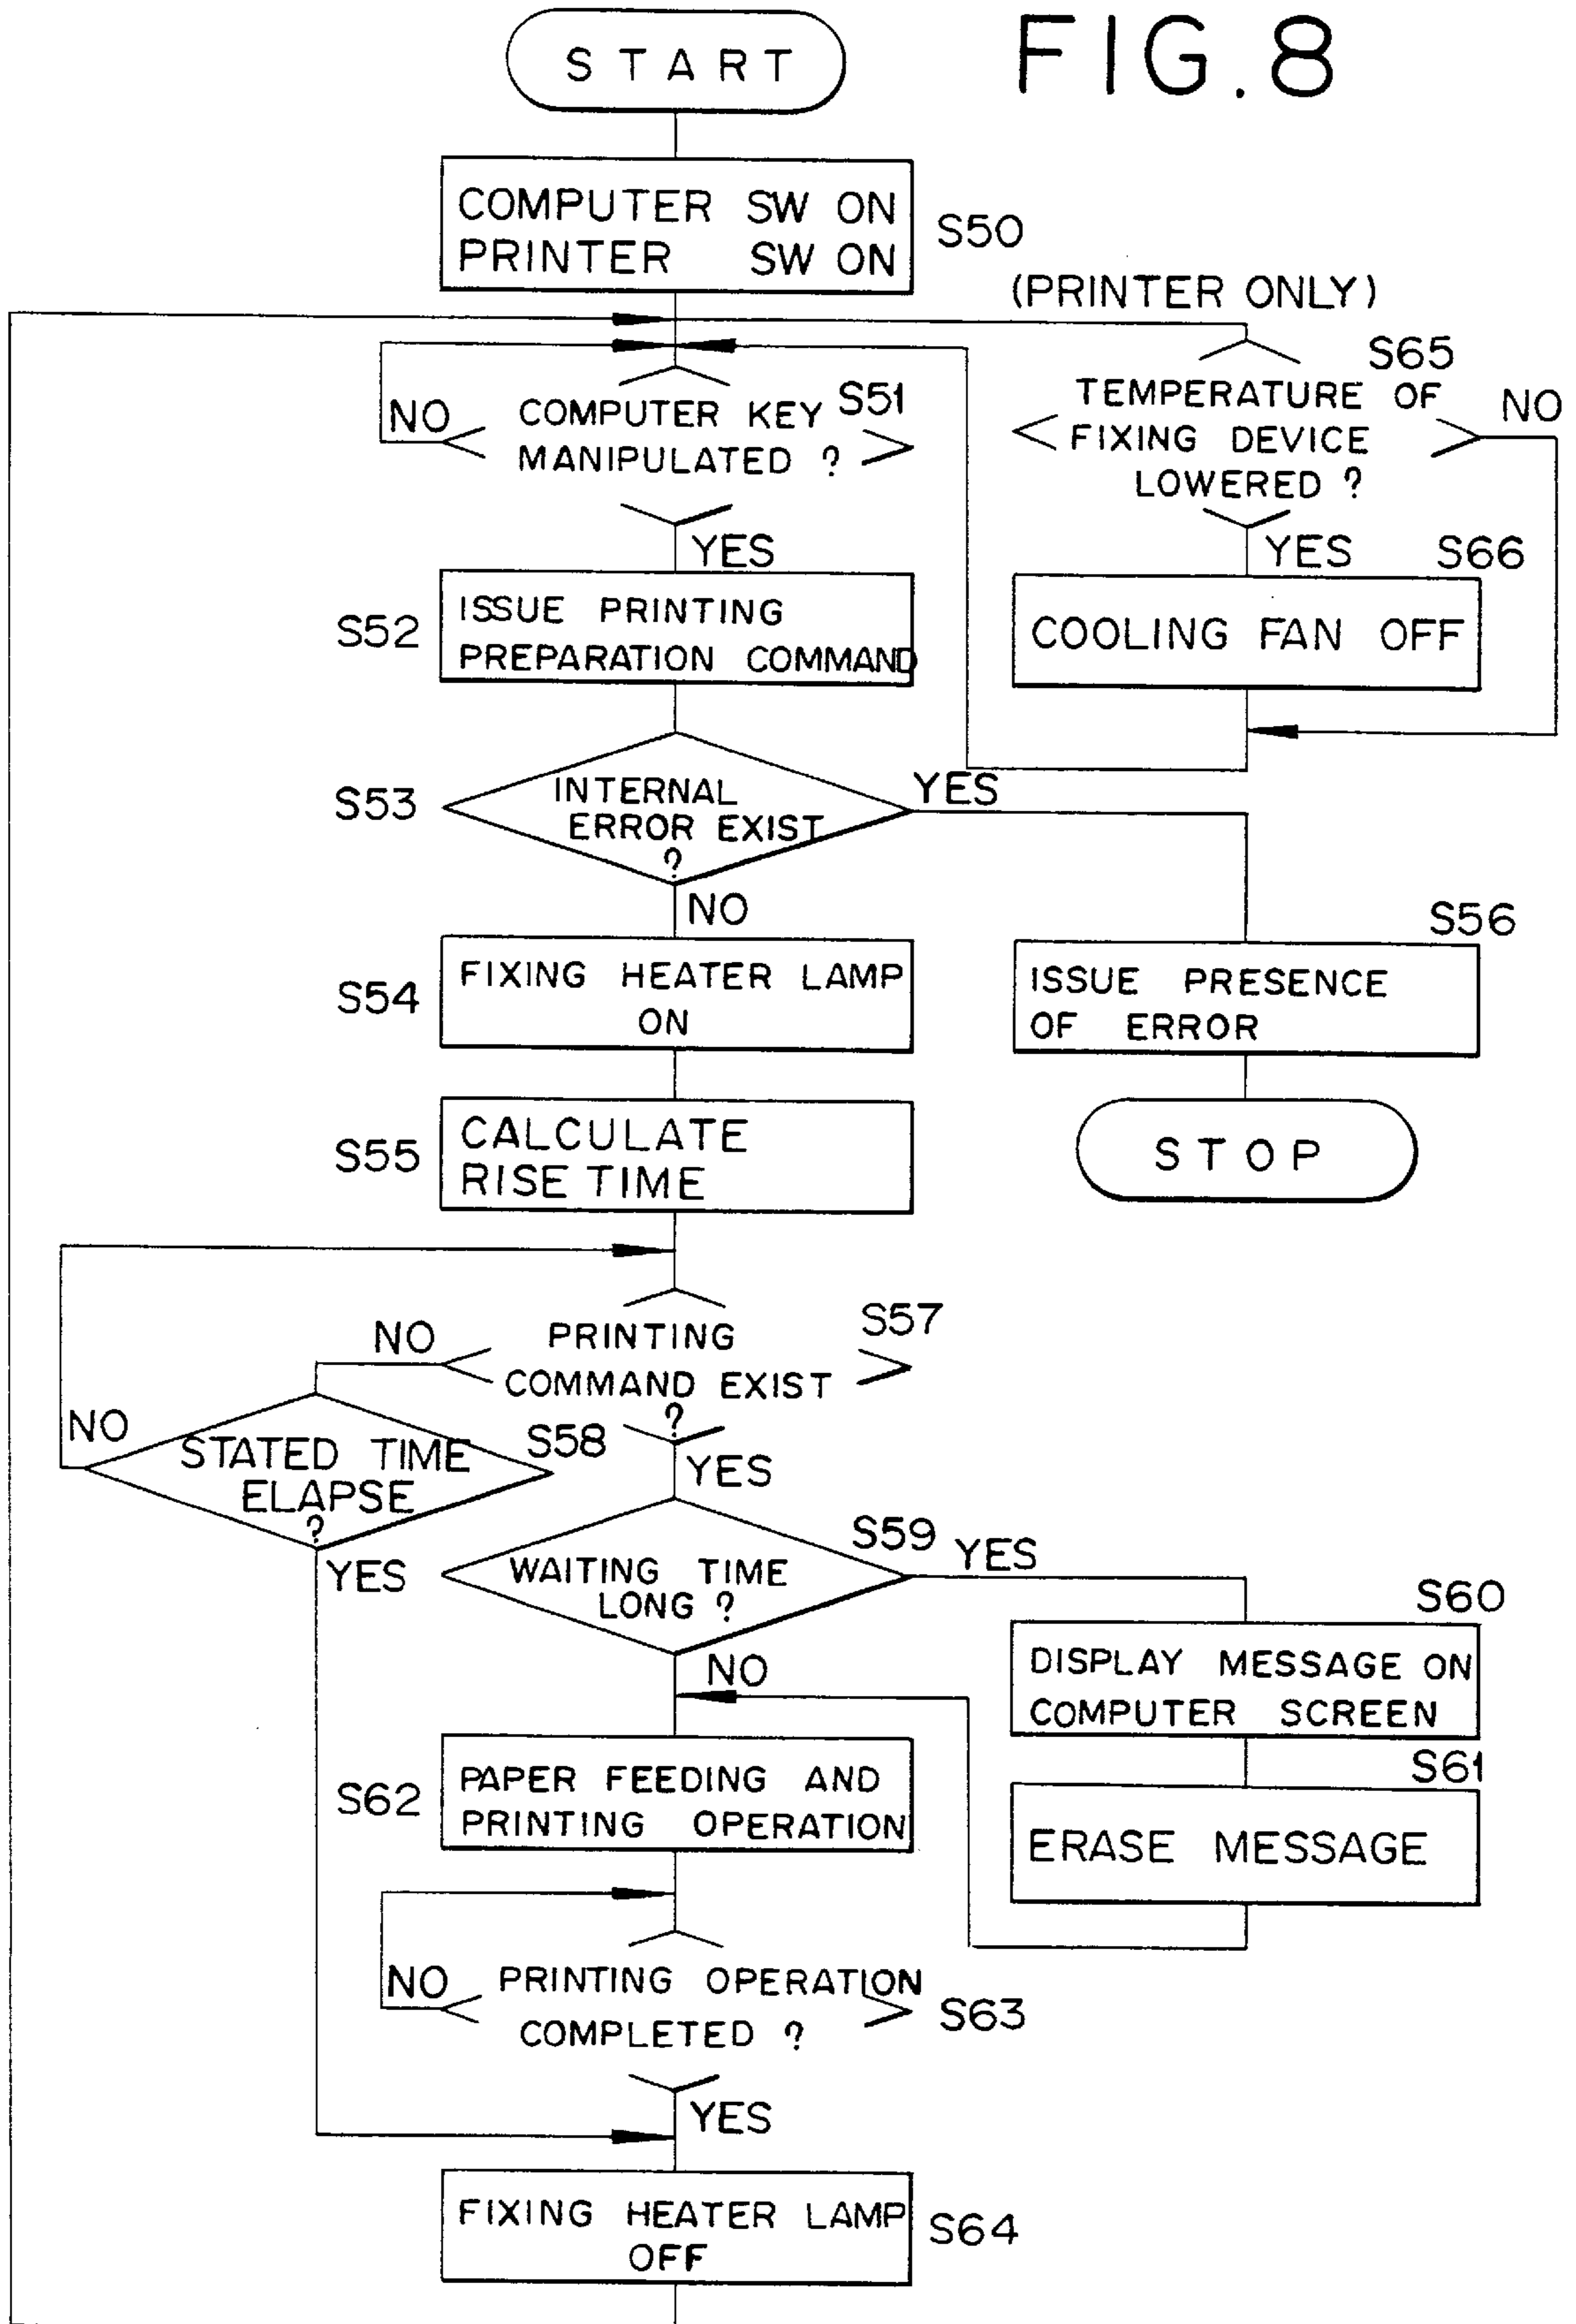 FIG.8
START
COMPUTER SW ON
PRINTER SW ON
S50
(PRINTER ONLY)
S51
COMPUTER KEY
MANIPULATED ?
NO
YES
S65
TEMPERATURE OF
FIXING DEVICE
LOWERED ?
NO
YES
S66
COOLING FAN OFF
S52
ISSUE PRINTING
PREPARATION COMMAND
S53
INTERNAL
ERROR EXIST
?
YES
NO
S54
FIXING HEATER LAMP
ON
S56
ISSUE PRESENCE
OF ERROR
STOP
S55
CALCULATE
RISE TIME
S57
PRINTING
COMMAND EXIST
?
NO
YES
S58
STATED TIME
ELAPSE
?
NO
YES
S59
WAITING TIME
LONG ?
YES
NO
S60
DISPLAY MESSAGE ON
COMPUTER SCREEN
S61
ERASE MESSAGE
S62
PAPER FEEDING AND
PRINTING OPERATION
NO
PRINTING OPERATION
COMPLETED ?
S63
YES
FIXING HEATER LAMP
OFF
S64